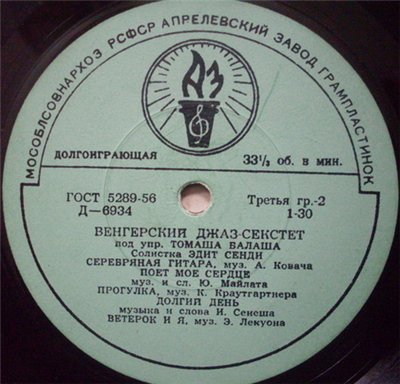 МОСОБЛСОВНАРХОЗ РСФСР АПРЕЛЕВСКИЙ ЗАВОД ГРАМПЛАСТИНОК
АЗ
ДОЛГОИГРАЮЩАЯ
33⅓ об. в мин.
ГОСТ 5289-56
Д—6934
Третья гр.-2
1-30
ВЕНГЕРСКИЙ ДЖАЗ-СЕКСТЕТ
под упр. ТОМАША БАЛАША
Солистка ЭДИТ СЕНДИ
СЕРЕБРЯНАЯ ГИТАРА, муз. А. Ковача
ПОЕТ МОЕ СЕРДЦЕ
муз. и сл. Ю. Майлата
ПРОГУЛКА, муз. К. Краутгартнера
ДОЛГИЙ ДЕНЬ
музыка и слова И. Сенеша
ВЕТЕРОК И Я, муз. Э. Лекуона